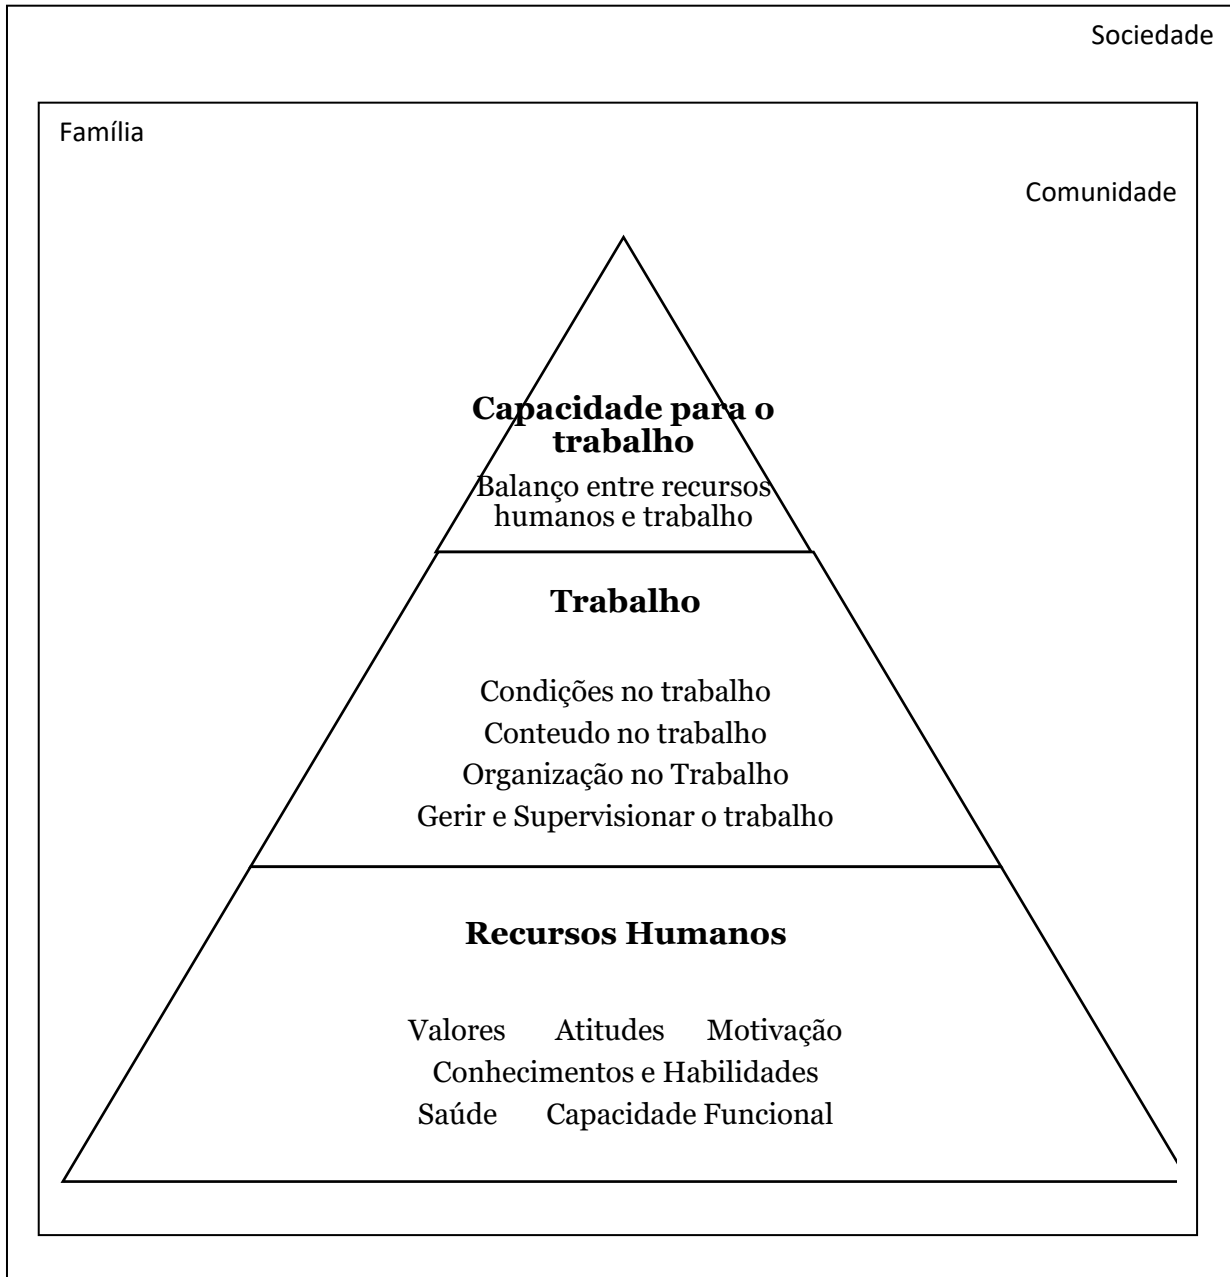 Sociedade
Família
Comunidade
Capacidade para o
trabalho
Balanço entre recursos
humanos e trabalho
Trabalho
Condições no trabalho
Conteudo no trabalho
Organização no Trabalho
Gerir e Supervisionar o trabalho
Recursos Humanos
Valores Atitudes Motivação
Conhecimentos e Habilidades
Saúde Capacidade Funcional